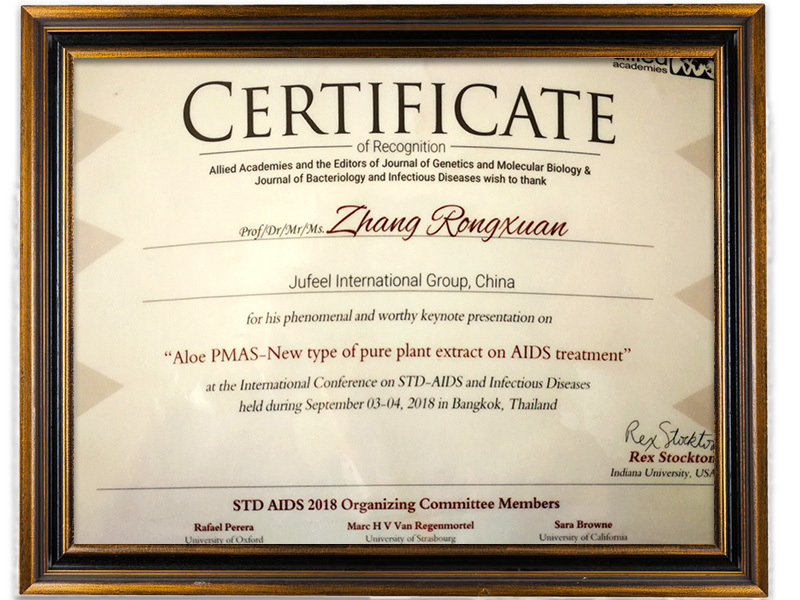 allied
academies
CERTIFICATE
of Recognition
Allied Academies and the Editors of Journal of Genetics and Molecular Biology &
Journal of Bacteriology and Infectious Diseases wish to thank
Prof/Dr/Mr/Ms. Zhang Rongxuan
Jufeel International Group, China
for his phenomenal and worthy keynote presentation on
“Aloe PMAS-New type of pure plant extract on AIDS treatment”
at the International Conference on STD-AIDS and Infectious Diseases
held during September 03-04, 2018 in Bangkok, Thailand
Rex Stockton
Rex Stockton
Indiana University, USA
STD AIDS 2018 Organizing Committee Members
Rafael Perera Marc H V Van Regenmortel Sara Browne
University of Oxford University of Strasbourg University of California